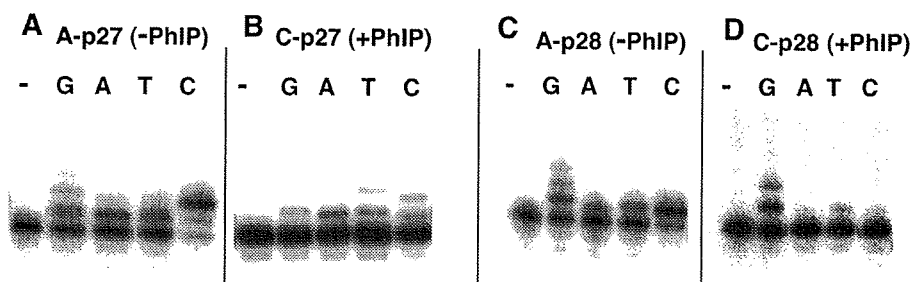 A A-p27 (-PhIP)
- G A T C
B C-p27 (+PhIP)
- G A T C
C A-p28 (-PhIP)
- G A T C
D C-p28 (+PhIP)
- G A T C